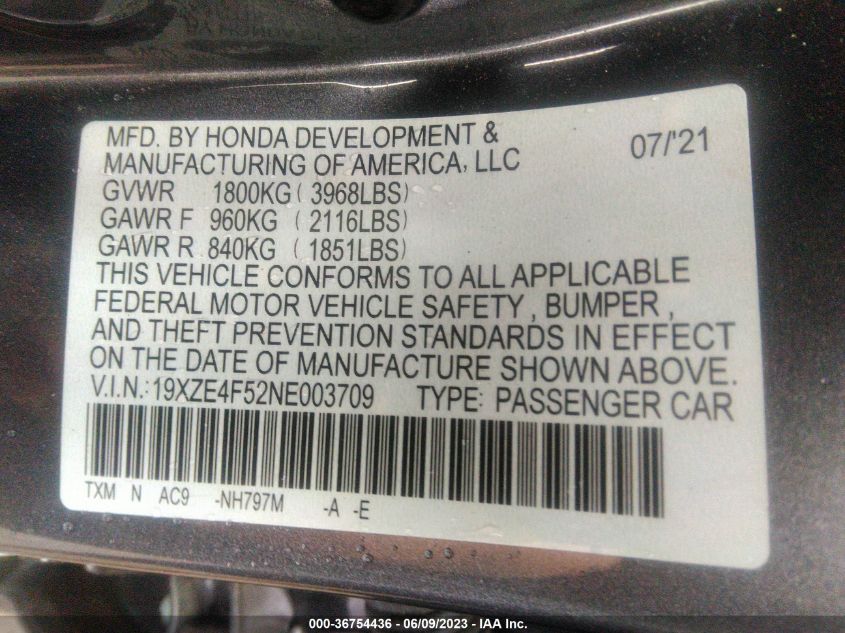 MFD. BY HONDA DEVELOPMENT &
MANUFACTURING OF AMERICA, LLC
07/'21
GVWR 1800KG ( 3968LBS)
GAWR F 960KG ( 2116LBS)
GAWR R 840KG ( 1851LBS)
THIS VEHICLE CONFORMS TO ALL APPLICABLE
FEDERAL MOTOR VEHICLE SAFETY , BUMPER ,
AND THEFT PREVENTION STANDARDS IN EFFECT
ON THE DATE OF MANUFACTURE SHOWN ABOVE.
V.I.N.:19XZE4F52NE003709 TYPE: PASSENGER CAR
TXM N AC9 -NH797M -A -E
000-36754436 - 06/09/2023 - IAA Inc.